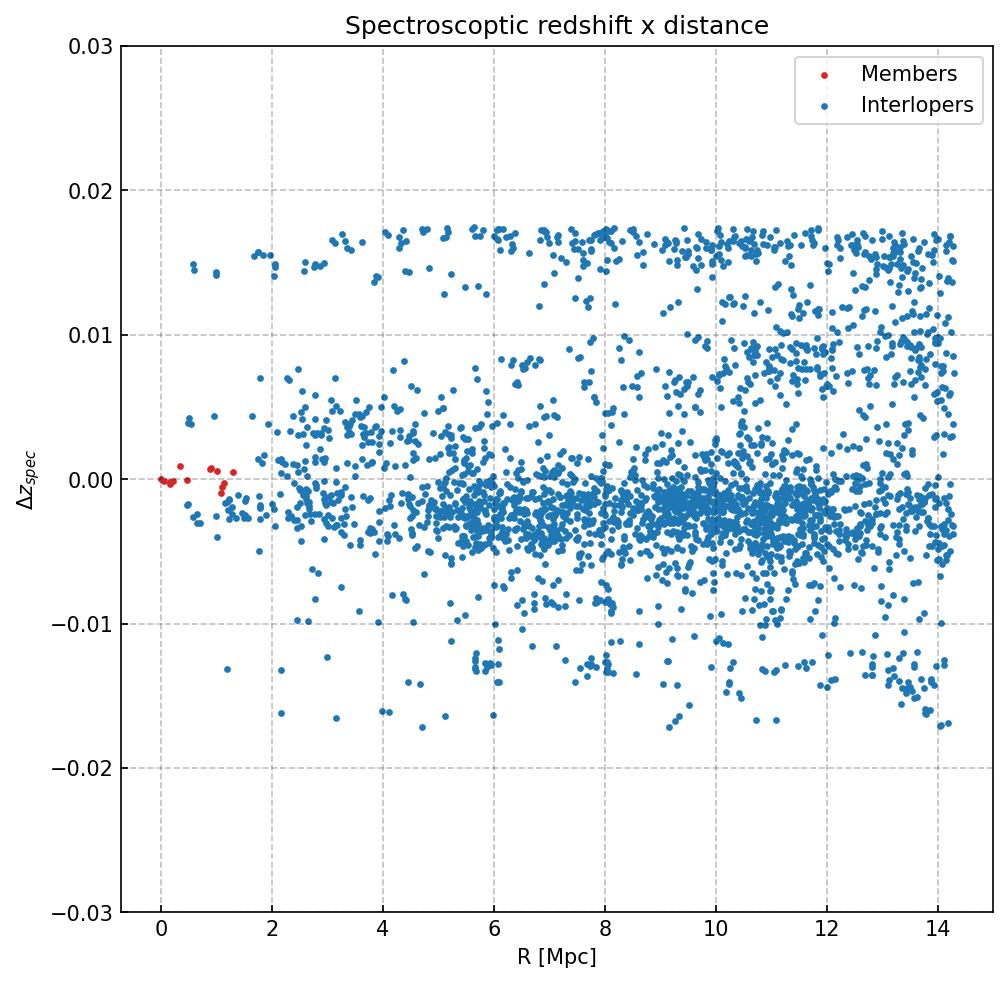 Spectroscoptic redshift x distance
Members
Interlopers
0.03
0.02
0.01
0.00
−0.01
−0.02
−0.03
Δz_spec
0 2 4 6 8 10 12 14
R [Mpc]